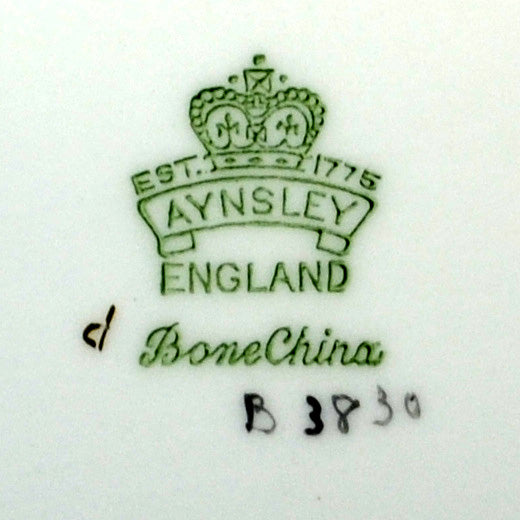 EST. 1775
AYNSLEY
ENGLAND
d
Bone China
B 3830